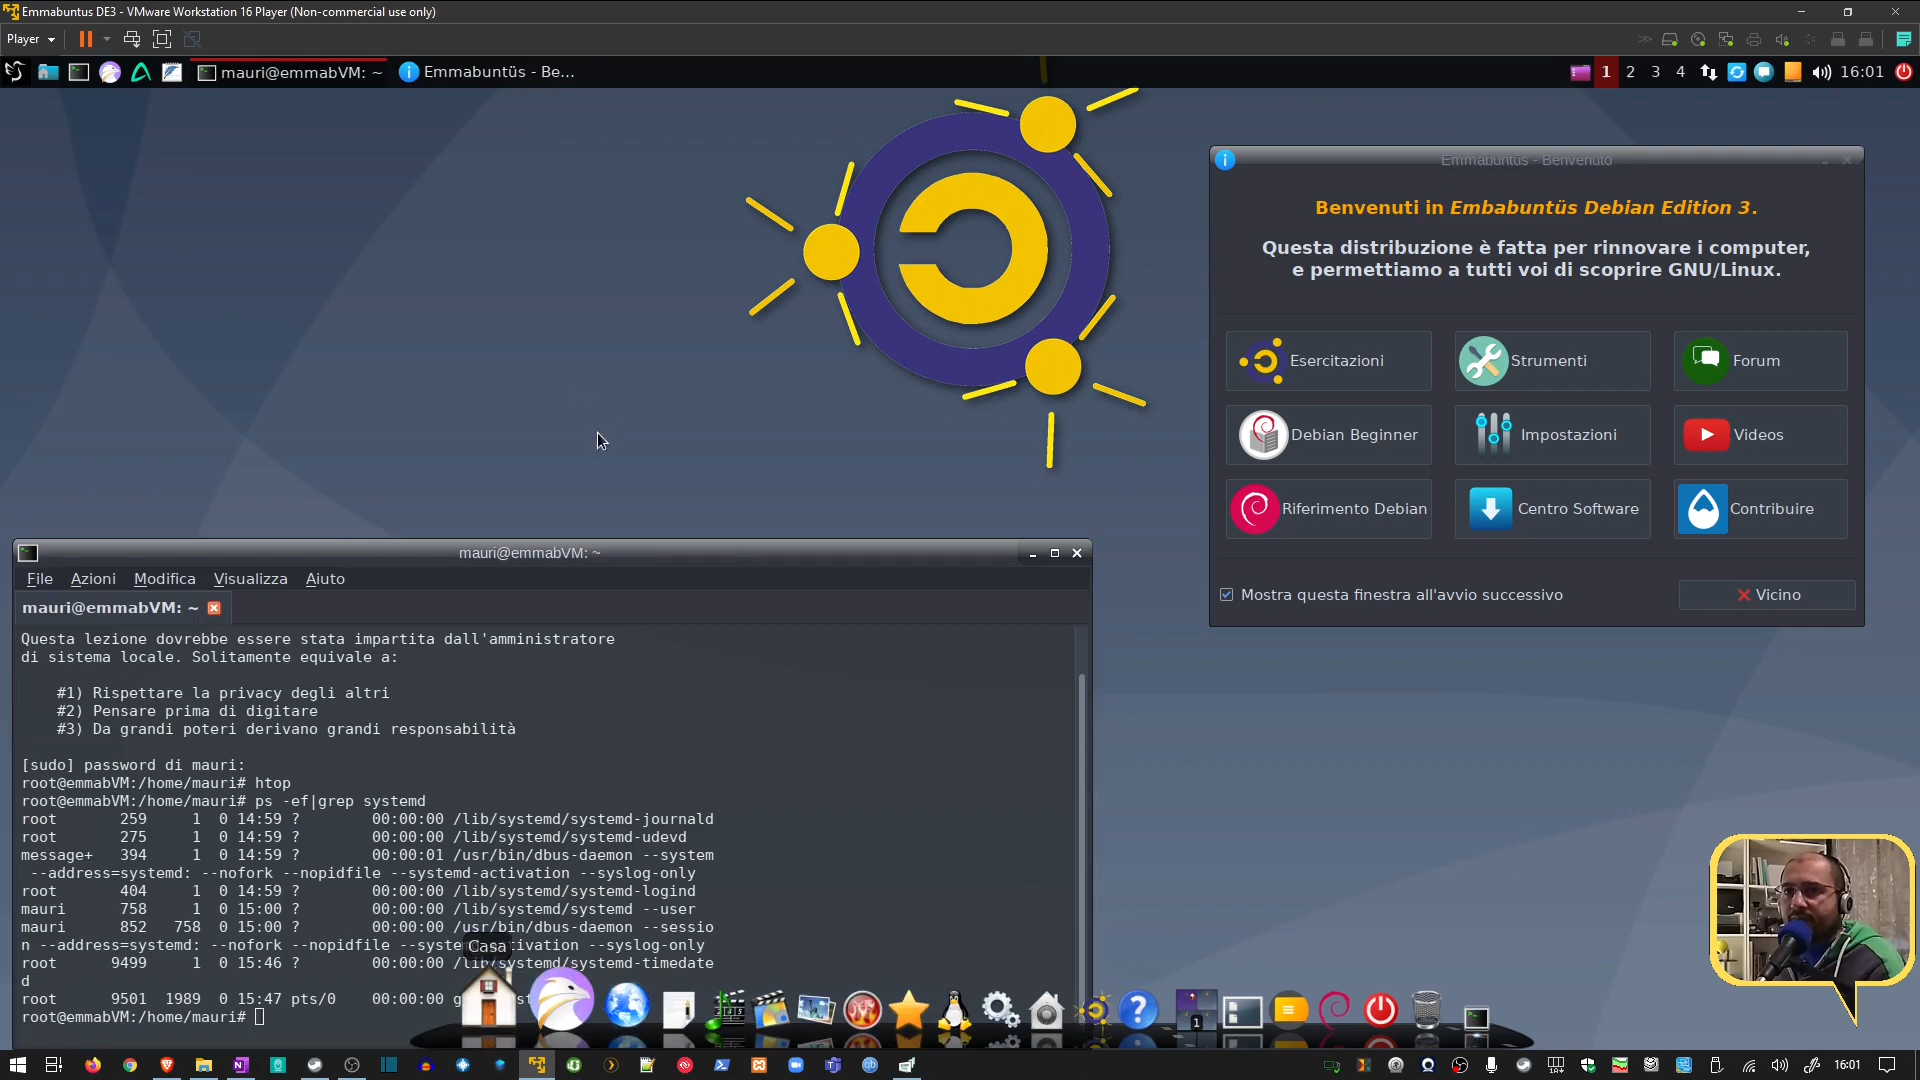 Emmabuntus DE3 - VMware Workstation 16 Player (Non-commercial use only)
Player
mauri@emmabVM: ~
Emmabuntüs - Be...
1 2 3 4
16:01
Emmabuntüs - Benvenuto
Benvenuti in Embabuntüs Debian Edition 3.
Questa distribuzione è fatta per rinnovare i computer,
e permettiamo a tutti voi di scoprire GNU/Linux.
Esercitazioni
Strumenti
Forum
Debian Beginner
Impostazioni
Videos
Riferimento Debian
Centro Software
Contribuire
Mostra questa finestra all'avvio successivo
Vicino
mauri@emmabVM: ~
File Azioni Modifica Visualizza Aiuto
mauri@emmabVM: ~
Questa lezione dovrebbe essere stata impartita dall'amministratore
di sistema locale. Solitamente equivale a:
#1) Rispettare la privacy degli altri
#2) Pensare prima di digitare
#3) Da grandi poteri derivano grandi responsabilità
[sudo] password di mauri:
root@emmabVM:/home/mauri# htop
root@emmabVM:/home/mauri# ps -ef|grep systemd
root 259 1 0 14:59 ? 00:00:00 /lib/systemd/systemd-journald
root 275 1 0 14:59 ? 00:00:00 /lib/systemd/systemd-udevd
message+ 394 1 0 14:59 ? 00:00:01 /usr/bin/dbus-daemon --system
--address=systemd: --nofork --nopidfile --systemd-activation --syslog-only
root 404 1 0 14:59 ? 00:00:00 /lib/systemd/systemd-logind
mauri 758 1 0 15:00 ? 00:00:00 /lib/systemd/systemd --user
mauri 852 758 0 15:00 ? 00:00:00 /usr/bin/dbus-daemon --sessio
n --address=systemd: --nofork --nopidfile --syste ivation --syslog-only
Casa
root 9499 1 0 15:46 ? 00:00:00 /lib/systemd/systemd-timedate
d
root 9501 1989 0 15:47 pts/0 00:00:00 g
root@emmabVM:/home/mauri#
1
16:01